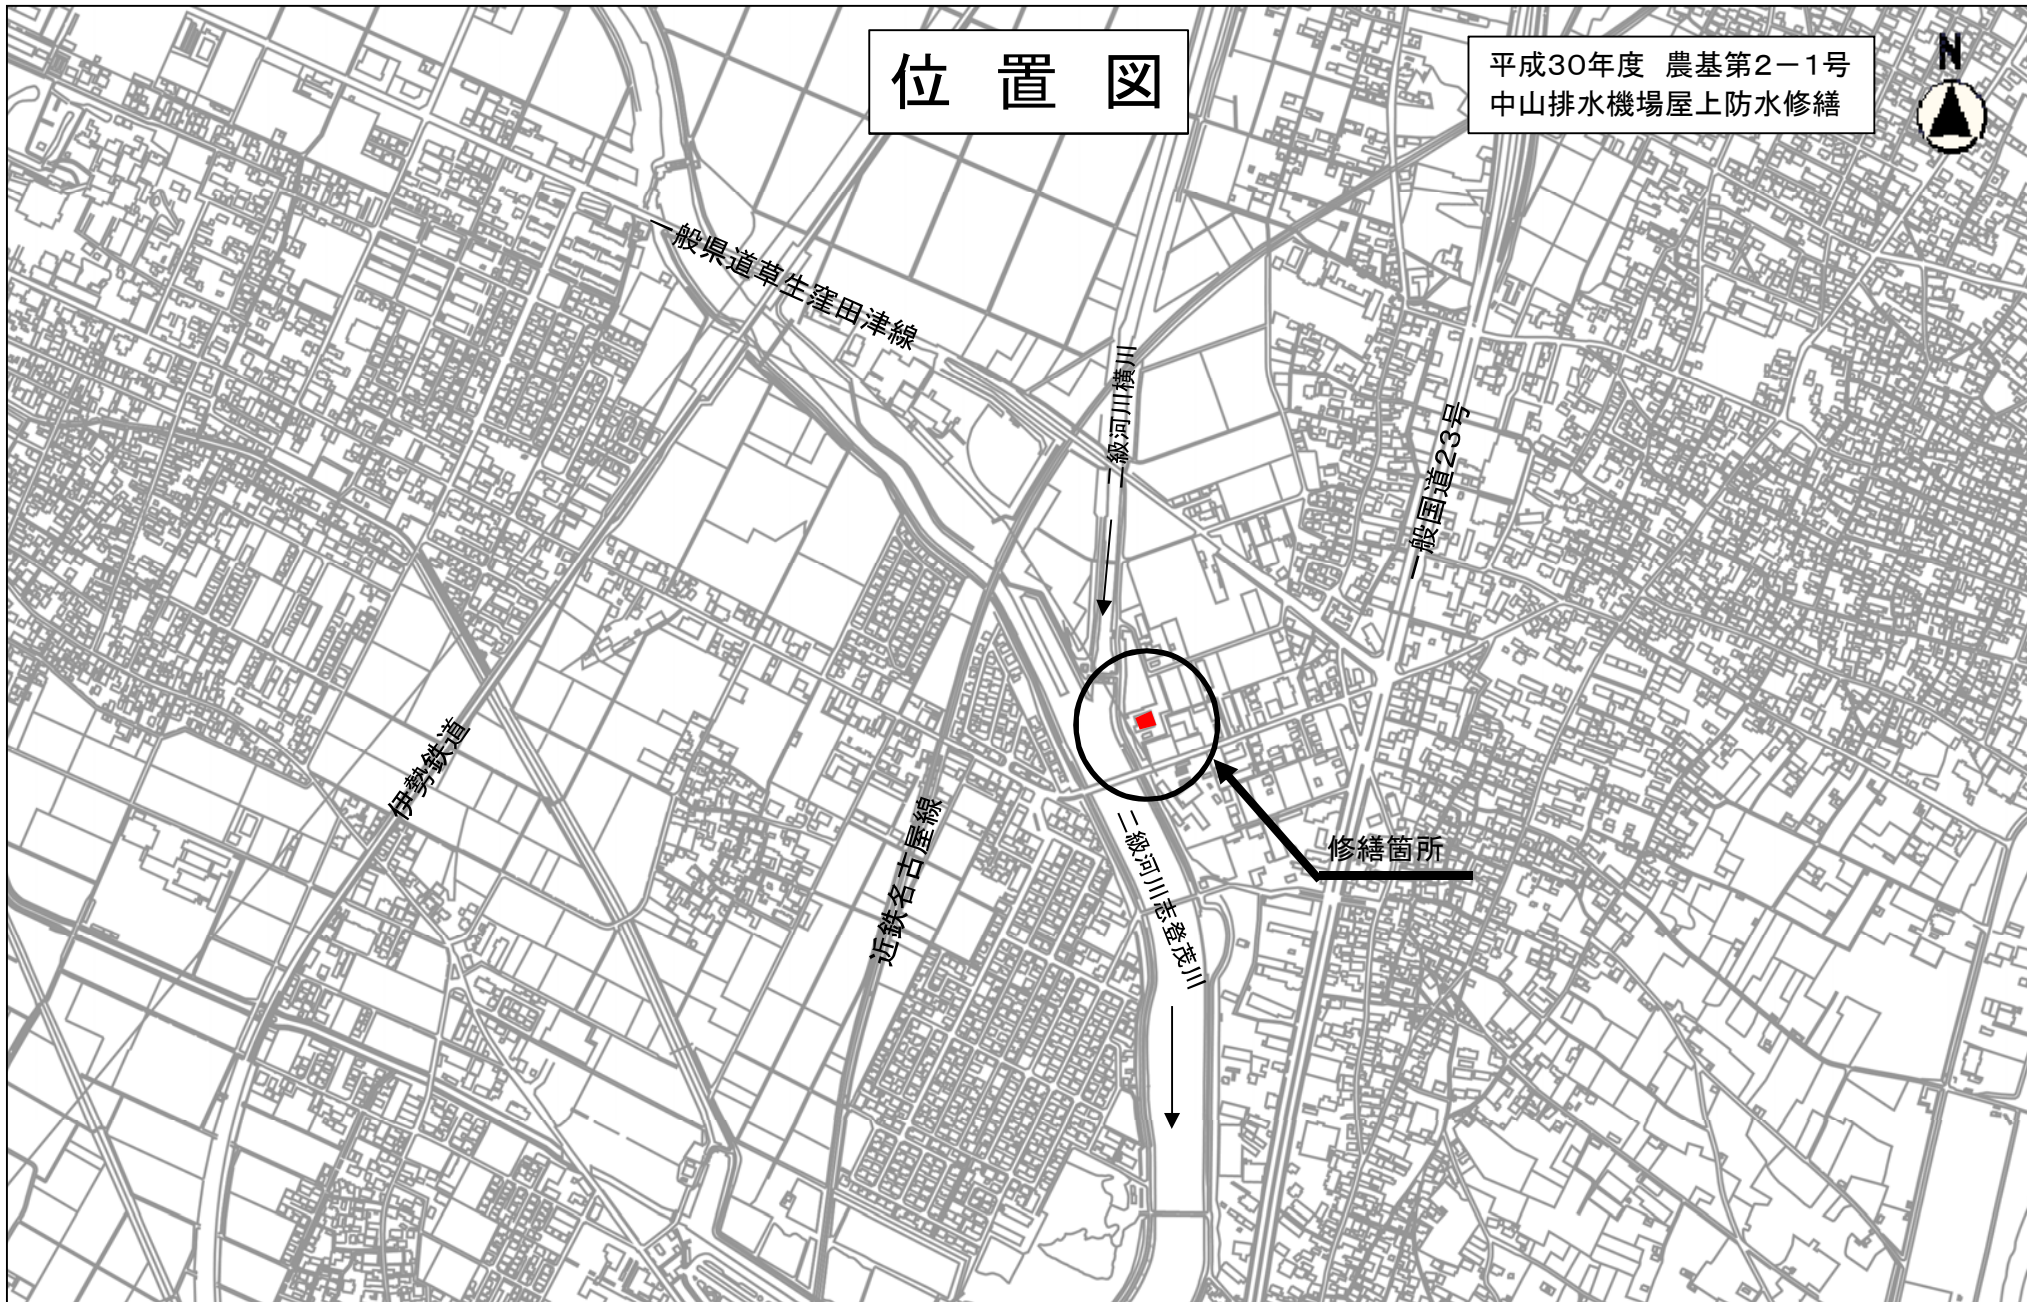 位置図
平成30年度 農基第2－1号
中山排水機場屋上防水修繕
N
一般県道草生窪田津線
二級河川横川
一般国道23号
伊勢鉄道
近鉄名古屋線
二級河川志登茂川
修繕箇所